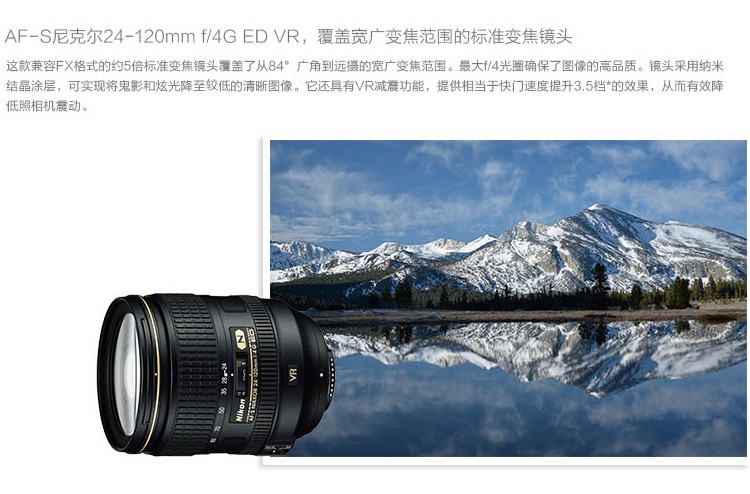 AF-S尼克尔24-120mm f/4G ED VR，覆盖宽广变焦范围的标准变焦镜头
这款兼容FX格式的约5倍标准变焦镜头覆盖了从84°广角到远摄的宽广变焦范围。最大f/4光圈确保了图像的高品质。镜头采用纳米
结晶涂层，可实现将鬼影和炫光降至较低的清晰图像。它还具有VR减震功能，提供相当于快门速度提升3.5档*的效果，从而有效降
低照相机震动。
N
VR
Nikon
AF-S NIKKOR 24-120mm 1:4 G ED
35 28 24
50